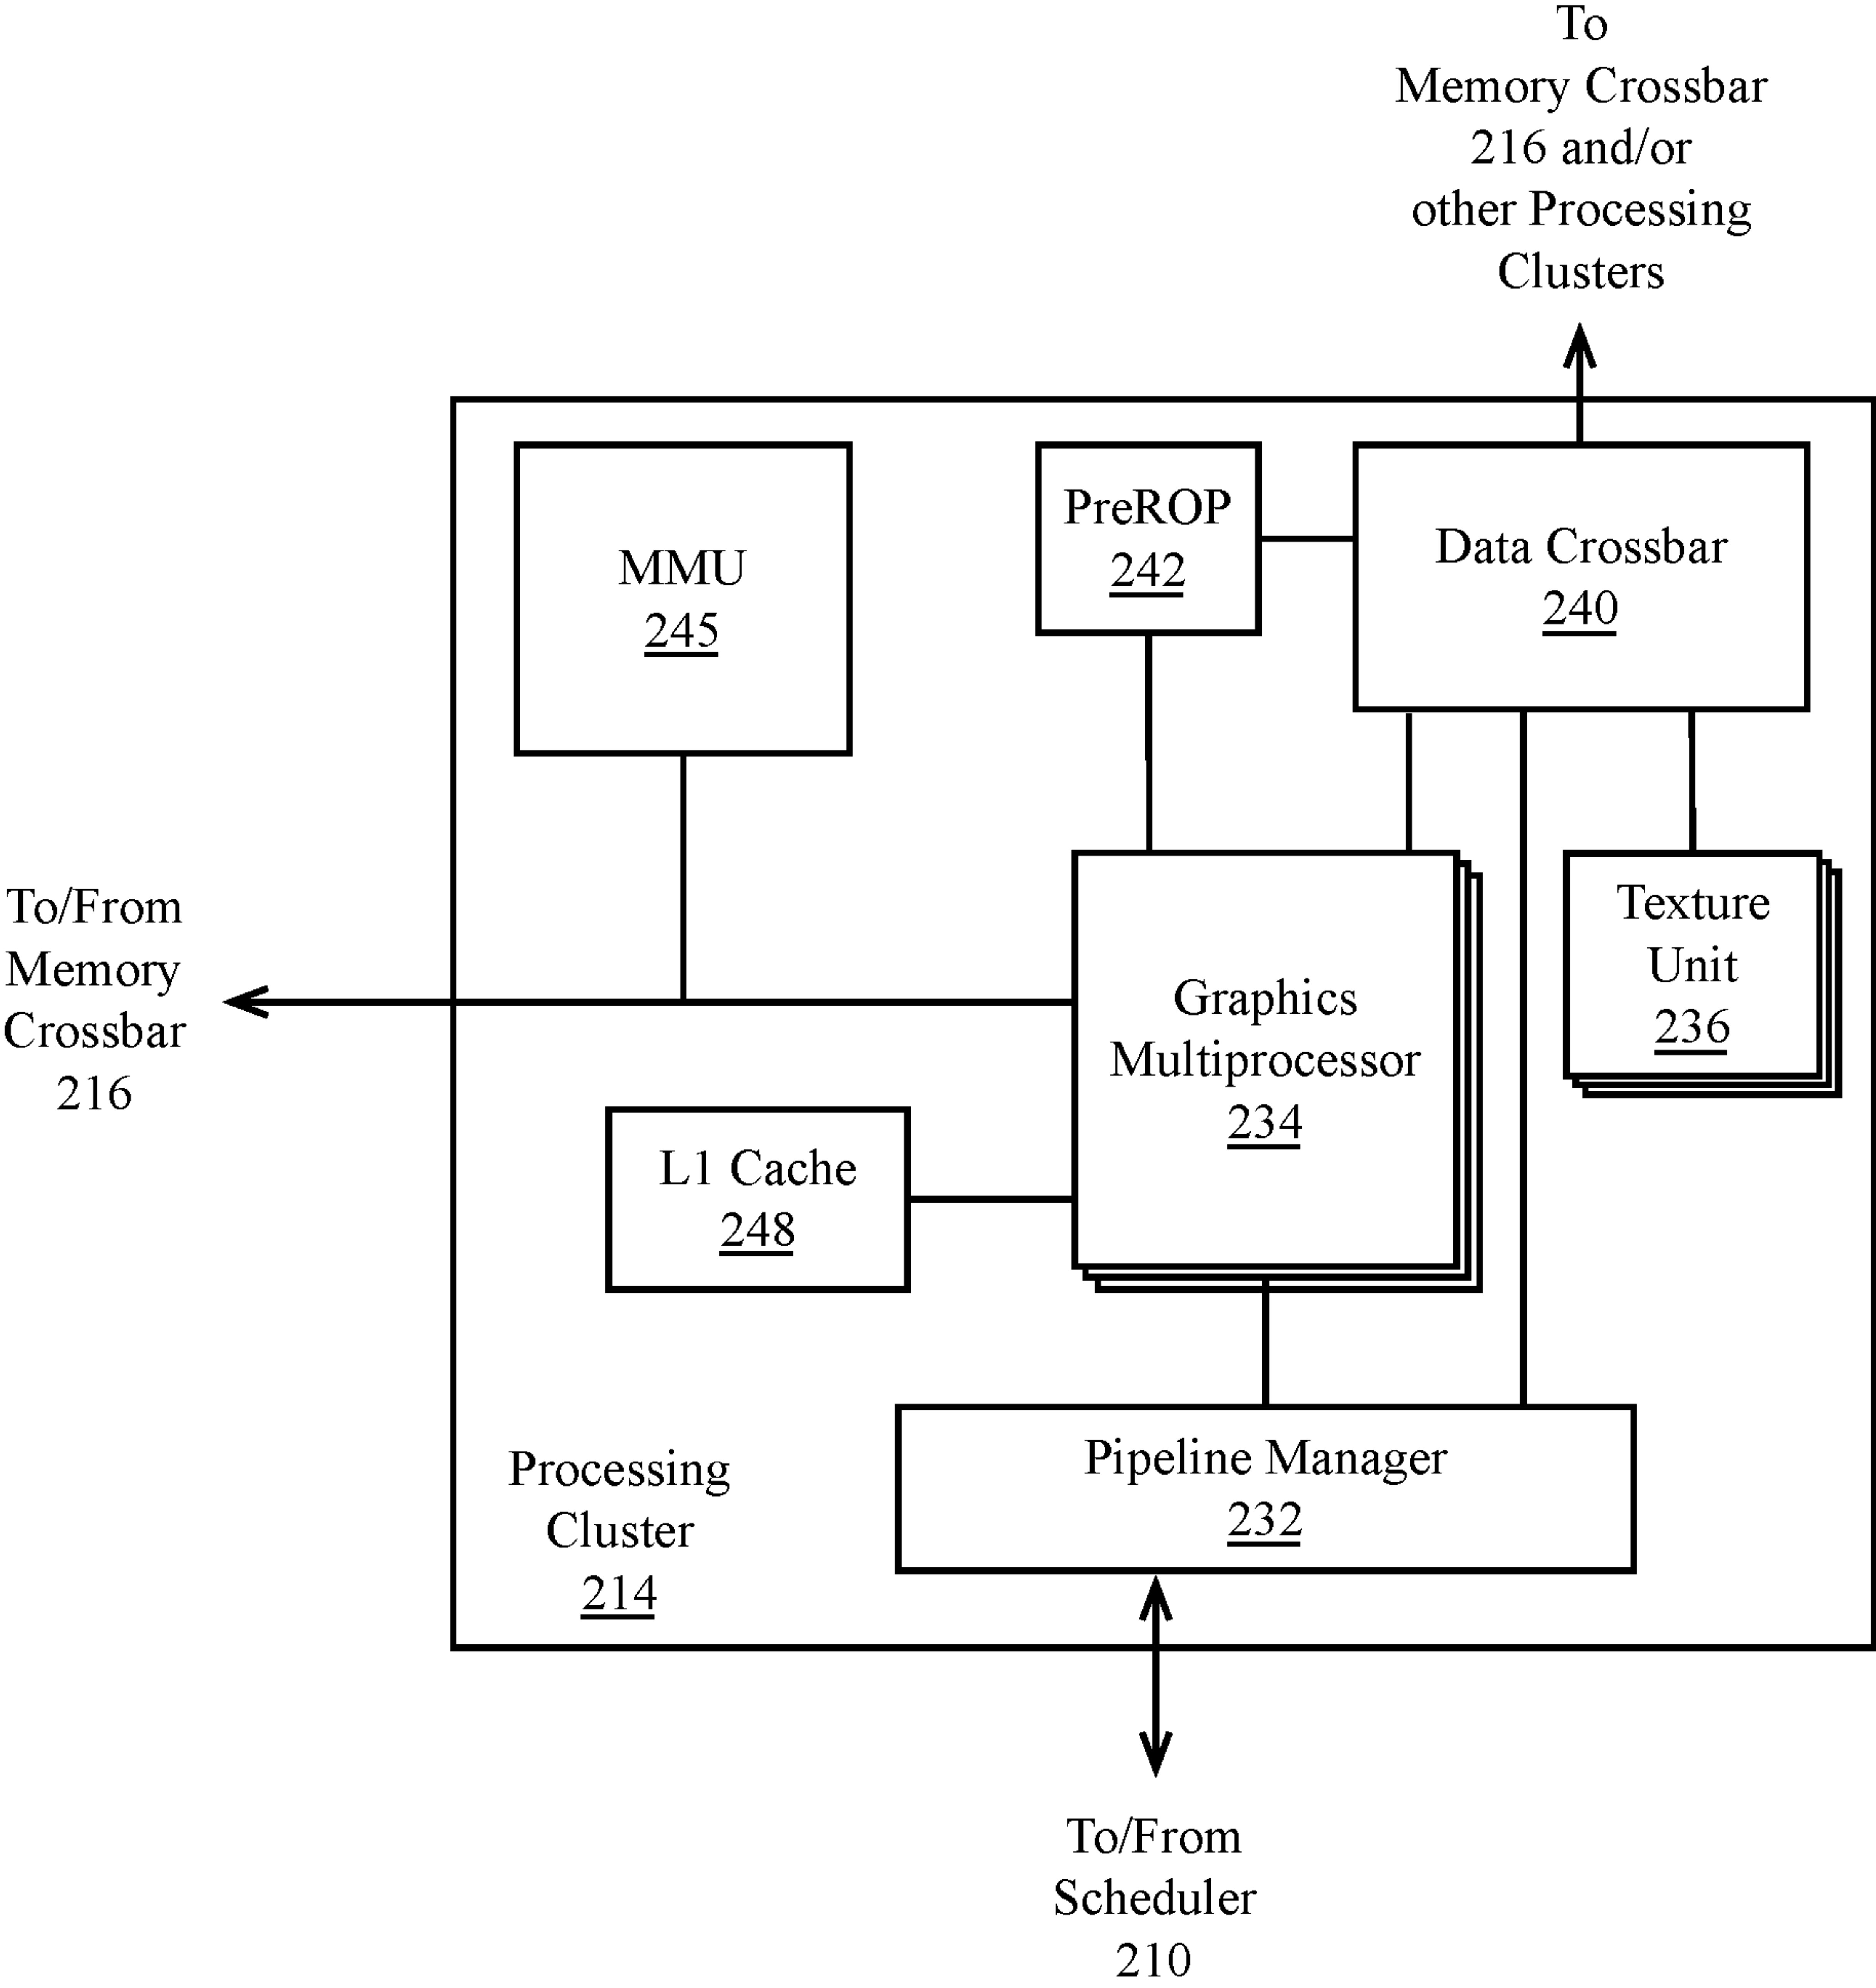 To
Memory Crossbar
216 and/or
other Processing
Clusters
MMU
245
PreROP
242
Data Crossbar
240
To/From
Memory
Crossbar
216
Graphics
Multiprocessor
234
Texture
Unit
236
L1 Cache
248
Processing
Cluster
214
Pipeline Manager
232
To/From
Scheduler
210